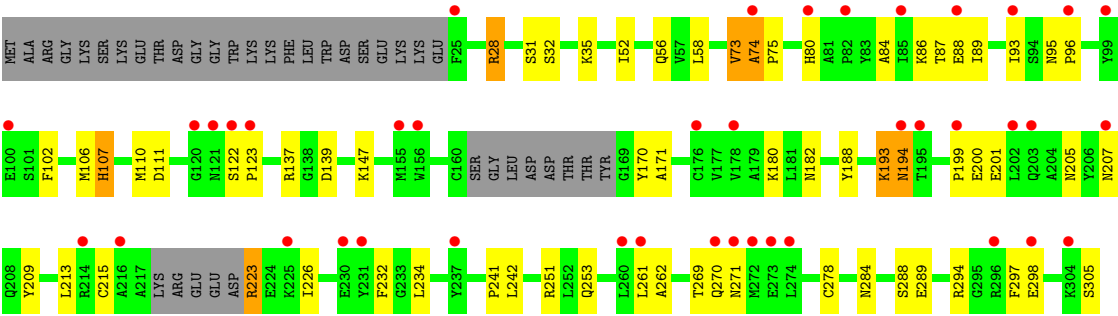 MET ALA ARG GLY LYS SER LYS LYS GLU THR ASP GLY GLY TRP LYS LYS PHE LEU TRP ASP SER GLU LYS LYS GLU F25 R28 S31 S32 K35 I52 Q56 V57 L58 V73 A74 P75 H80 A81 P82 Y83 A84 I85 K86 T87 E88 I89 I93 S94 N95 P96 Y99
E100 S101 F102 M106 H107 M110 D111 G120 N121 S122 P123 R137 G138 D139 K147 M155 W156 C160 SER GLY LEU ASP ASP THR THR TYR G169 Y170 A171 C176 V177 V178 A179 K180 L181 N182 Y188 K193 N194 T195 P199 E200 E201 L202 Q203 A204 N205 Y206 N207
Q208 Y209 L213 R214 C215 A216 A217 LYS ARG GLU GLU ASP R223 E224 K225 I226 E230 Y231 F232 G233 L234 Y237 P241 L242 R251 L252 Q253 L260 L261 A262 T269 Q270 N271 M272 E273 L274 C278 N284 S288 E289 R294 G295 R296 F297 E298 K304 S305